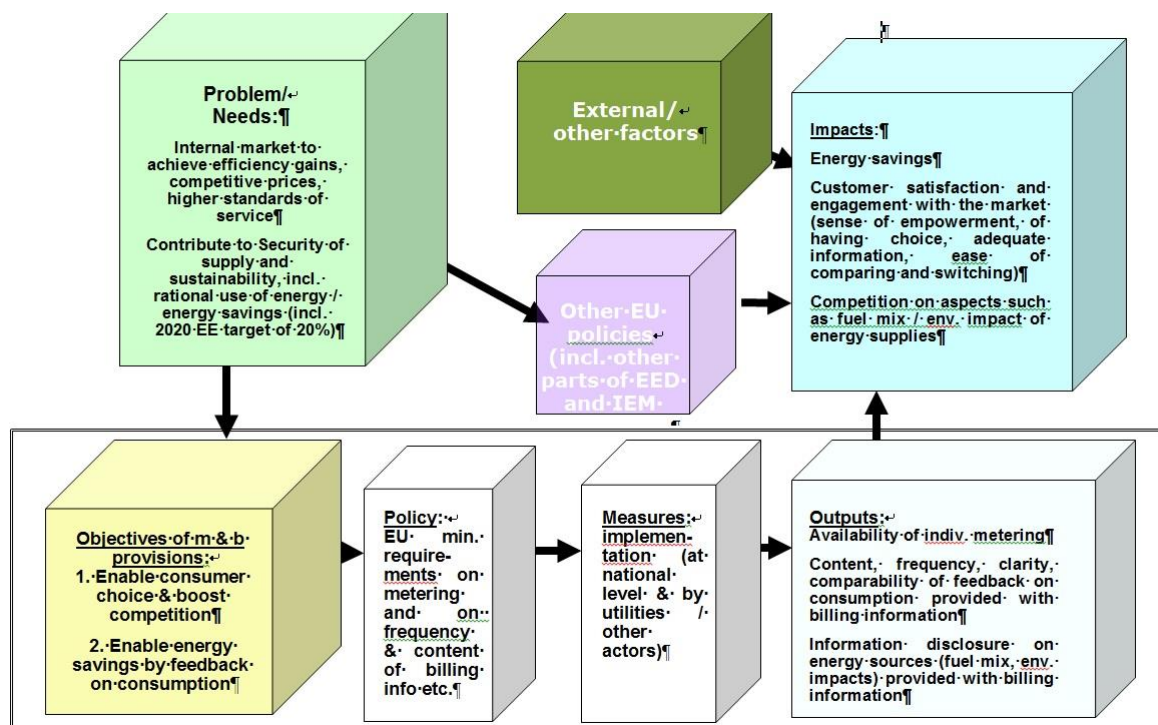 Problem/
Needs:¶
Internal·market·to·
achieve·efficiency·gains,·
competitive·prices,·
higher·standards·of·
service¶
Contribute·to·Security·of·
supply·and·
sustainability,·incl.·
rational·use·of·energy·/·
energy·savings·(incl.·
2020·EE·target·of·20%)¶
External/
other·factors¶
Other·EU·
policies
(incl.·other·
parts·of·EED·
and·IEM·
¶
¶
Impacts:¶
Energy·savings¶
Customer· satisfaction· and·
engagement· with· the· market·
(sense· of· empowerment,· of·
having· choice,· adequate·
information,· ease· of·
comparing·and·switching)¶
Competition· on· aspects· such·
as· fuel· mix· /· env.· impact· of·
energy·supplies¶
Objectives·of·m·&·b·
provisions:
1.·Enable·consumer·
choice·&·boost·
competition¶
2.·Enable·energy·
savings·by·feedback·
on·consumption¶
Policy:
EU· min.·
require-
ments· on·
metering·
and· on··
frequency·
&· content·
of· billing·
info·etc.¶
Measures:
implemen-
tation· (at·
national·
level· &· by·
utilities· /·
other·
actors)¶
Outputs:
Availability·of·indiv.·metering¶
Content,· frequency,· clarity,·
comparability· of· feedback· on·
consumption· provided· with·
billing·information¶
Information· disclosure· on·
energy·sources·(fuel·mix,·env.·
impacts)·provided·with·billing·
information¶